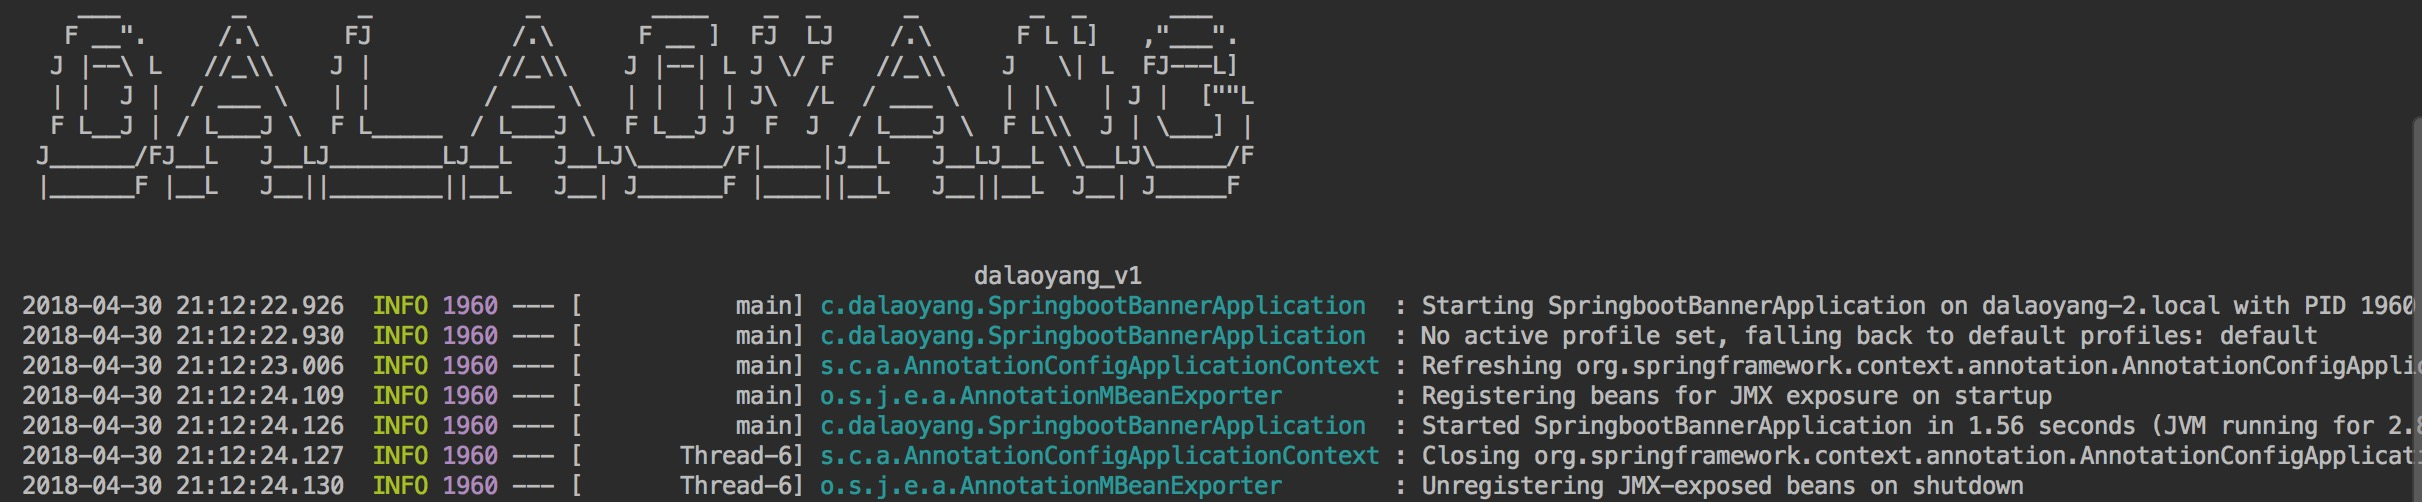 DALAOYANG
dalaoyang_v1
2018-04-30 21:12:22.926  INFO 1960 --- [           main] c.dalaoyang.SpringbootBannerApplication  : Starting SpringbootBannerApplication on dalaoyang-2.local with PID 1960
2018-04-30 21:12:22.930  INFO 1960 --- [           main] c.dalaoyang.SpringbootBannerApplication  : No active profile set, falling back to default profiles: default
2018-04-30 21:12:23.006  INFO 1960 --- [           main] s.c.a.AnnotationConfigApplicationContext : Refreshing org.springframework.context.annotation.AnnotationConfigAppli
2018-04-30 21:12:24.109  INFO 1960 --- [           main] o.s.j.e.a.AnnotationMBeanExporter        : Registering beans for JMX exposure on startup
2018-04-30 21:12:24.126  INFO 1960 --- [           main] c.dalaoyang.SpringbootBannerApplication  : Started SpringbootBannerApplication in 1.56 seconds (JVM running for 2.8
2018-04-30 21:12:24.127  INFO 1960 --- [       Thread-6] s.c.a.AnnotationConfigApplicationContext : Closing org.springframework.context.annotation.AnnotationConfigApplicat
2018-04-30 21:12:24.130  INFO 1960 --- [       Thread-6] o.s.j.e.a.AnnotationMBeanExporter        : Unregistering JMX-exposed beans on shutdown